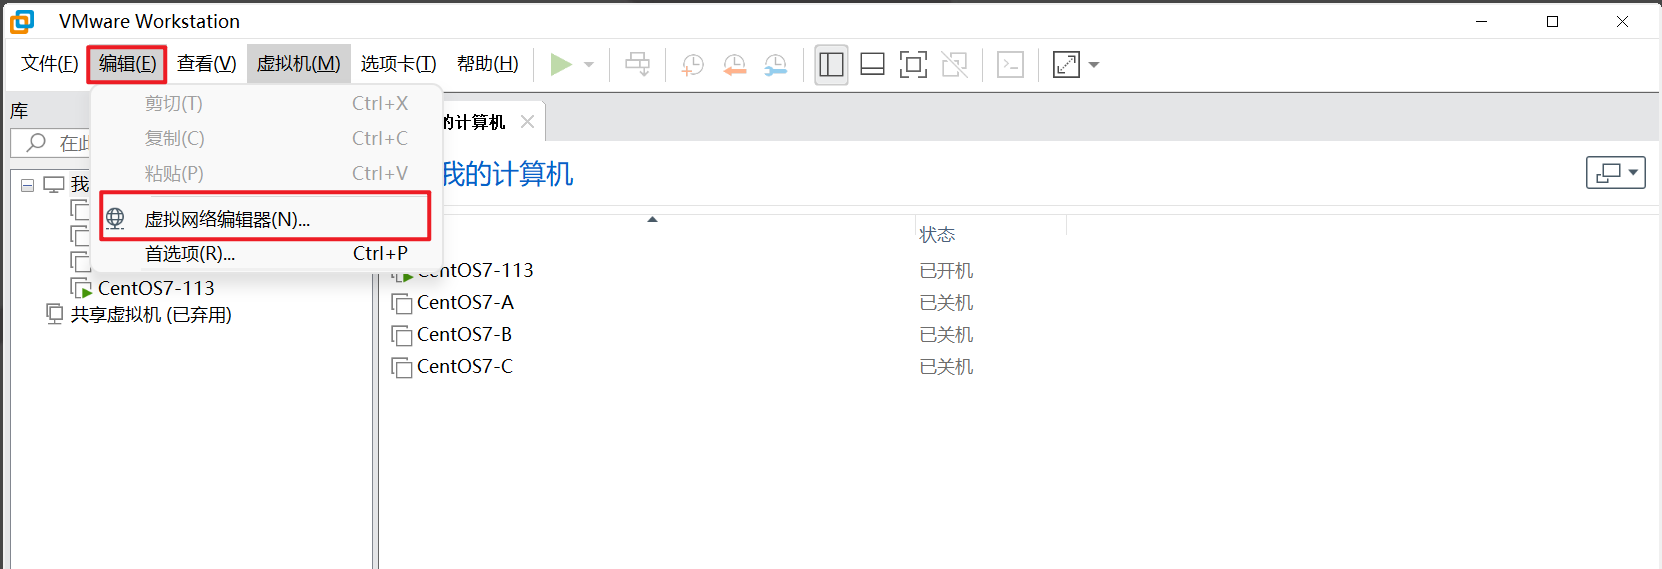 VMware Workstation
文件(F) 编辑(E) 查看(V) 虚拟机(M) 选项卡(T) 帮助(H)
库
在此
剪切(T) Ctrl+X
复制(C) Ctrl+C
粘贴(P) Ctrl+V
虚拟网络编辑器(N)...
首选项(R)... Ctrl+P
我
CentOS7-113
共享虚拟机 (已弃用)
的计算机
我的计算机
状态
CentOS7-113 已开机
CentOS7-A 已关机
CentOS7-B 已关机
CentOS7-C 已关机